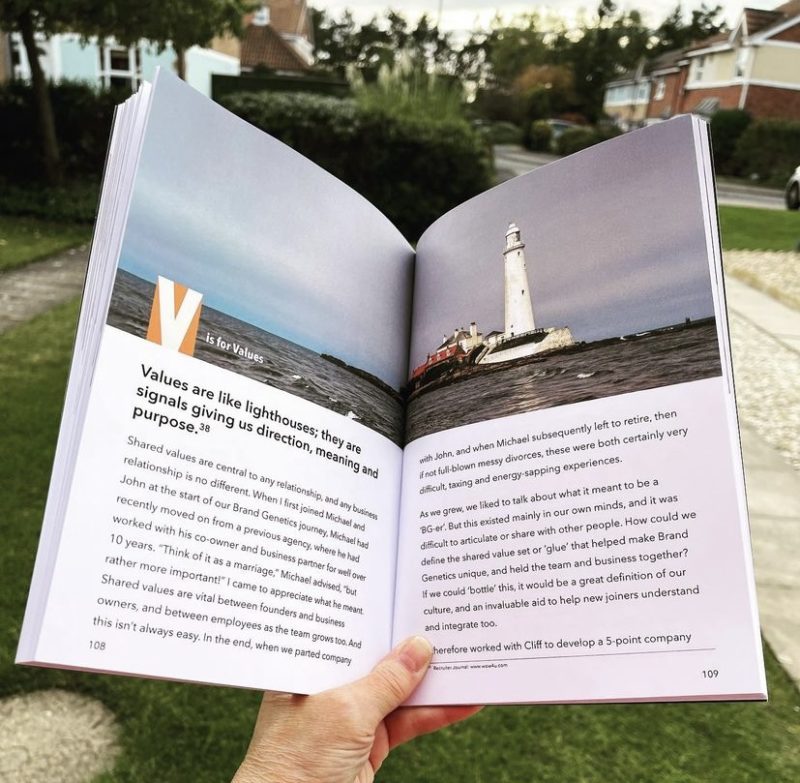 V is for Values
Values are like lighthouses; they are
signals giving us direction, meaning and
purpose.38
Shared values are central to any relationship, and any business
relationship is no different. When I first joined Michael and
John at the start of our Brand Genetics journey, Michael had
recently moved on from a previous agency, where he had
worked with his co-owner and business partner for well over
10 years. “Think of it as a marriage,” Michael advised, “but
rather more important!” I came to appreciate what he meant.
Shared values are vital between founders and business
owners, and between employees as the team grows too. And
this isn’t always easy. In the end, when we parted company
108
with John, and when Michael subsequently left to retire, then
if not full-blown messy divorces, these were both certainly very
difficult, taxing and energy-sapping experiences.
As we grew, we liked to talk about what it meant to be a
‘BG-er’. But this existed mainly in our own minds, and it was
difficult to articulate or share with other people. How could we
define the shared value set or ‘glue’ that helped make Brand
Genetics unique, and held the team and business together?
If we could ‘bottle’ this, it would be a great definition of our
culture, and an invaluable aid to help new joiners understand
and integrate too.
therefore worked with Cliff to develop a 5-point company
Recruiter Journal: www.wow4u.com
109